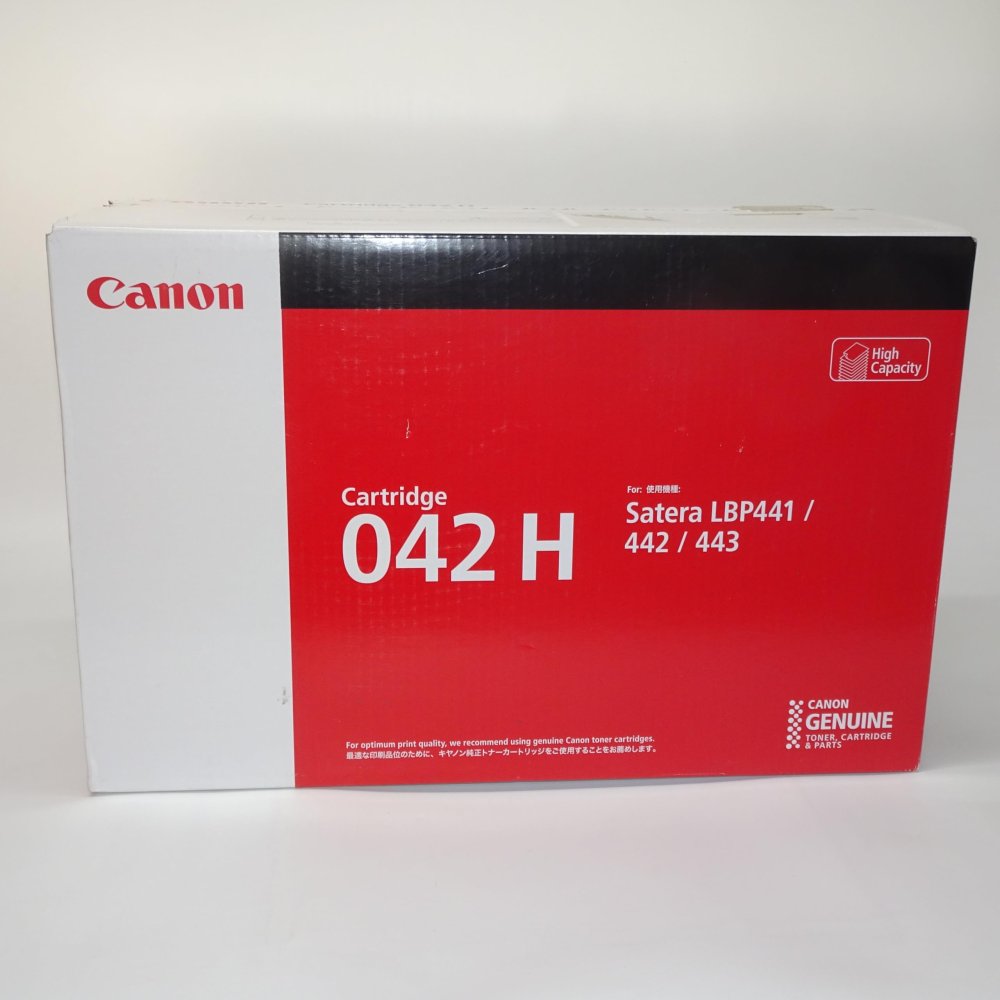 Canon
High
Capacity
Cartridge
042 H
For: 使用機種:
Satera LBP441 /
442 / 443
CANON
GENUINE
TONER, CARTRIDGE
& PARTS
For optimum print quality, we recommend using genuine Canon toner cartridges.
最適な印刷品位のために、キヤノン純正トナーカートリッジをご使用することをお薦めします。